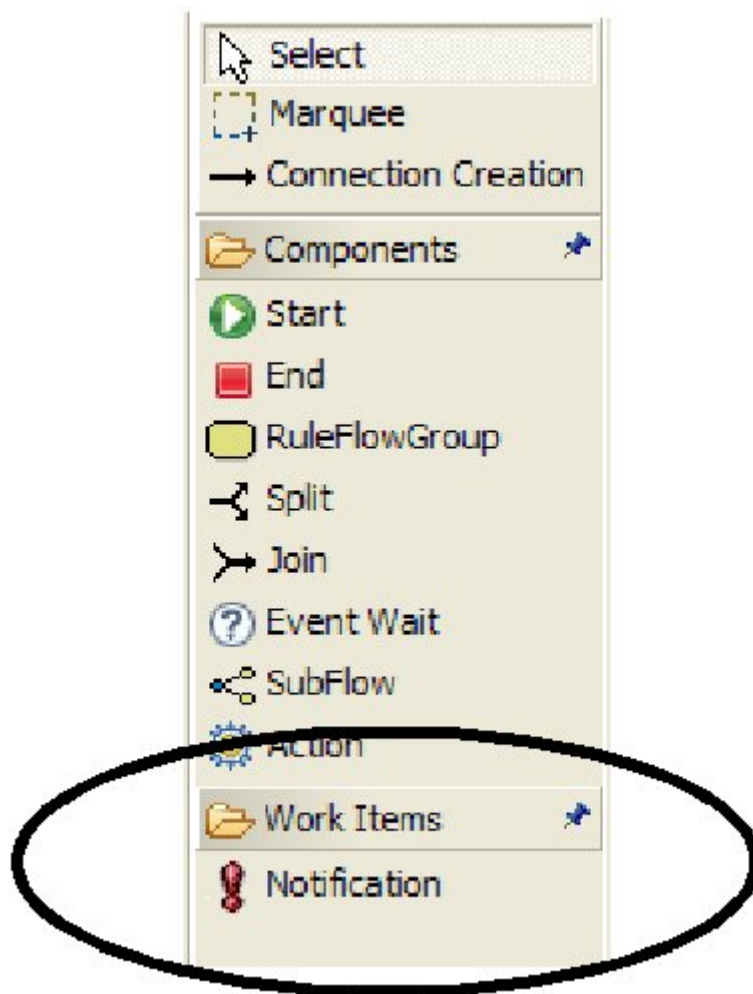 Select
Marquee
Connection Creation
Components
Start
End
RuleFlowGroup
Split
Join
Event Wait
SubFlow
Action
Work Items
Notification